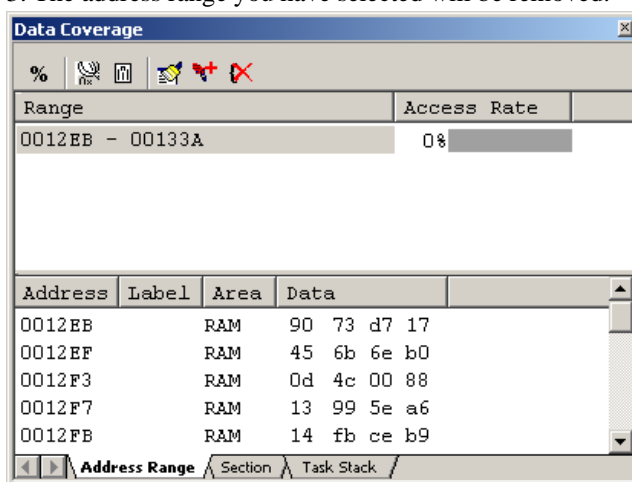 3. The address range you have selected will be removed.
Data Coverage
%
Range Access Rate
0012EB - 00133A 0%
Address Label Area Data
0012EB RAM 90 73 d7 17
0012EF RAM 45 6b 6e b0
0012F3 RAM 0d 4c 00 88
0012F7 RAM 13 99 5e a6
0012FB RAM 14 fb ce b9
Address Range Section Task Stack